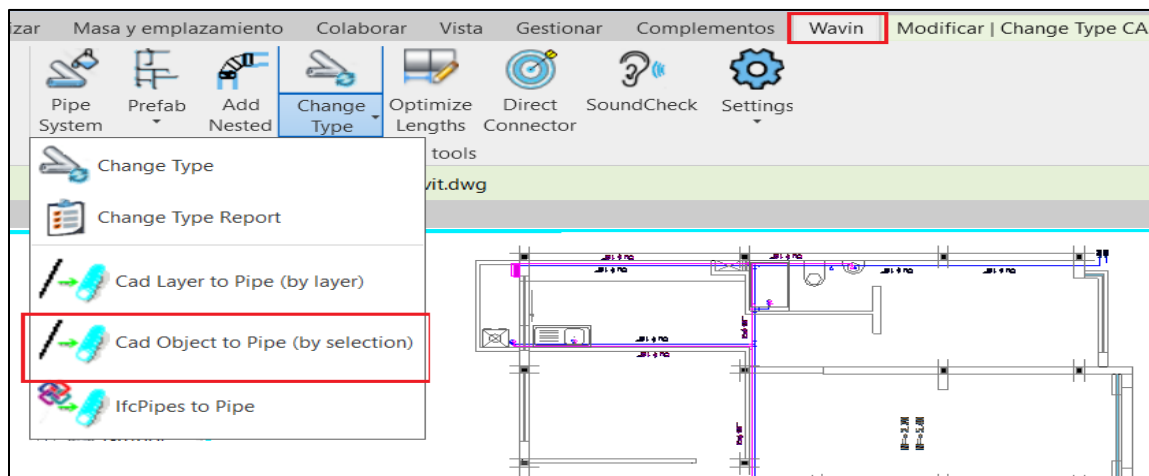 izar Masa y emplazamiento Colaborar Vista Gestionar Complementos Wavin Modificar | Change Type CA
Pipe System
Prefab
Add Nested
Change Type
Optimize Lengths
Direct Connector
SoundCheck
Settings
tools
vit.dwg
Change Type
Change Type Report
Cad Layer to Pipe (by layer)
Cad Object to Pipe (by selection)
IfcPipes to Pipe